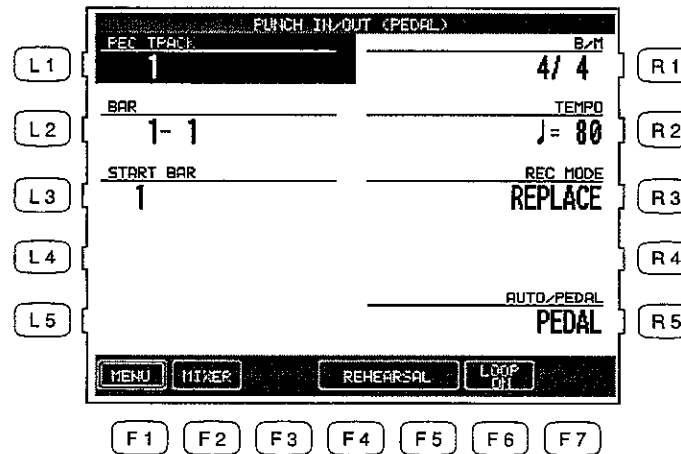 PUNCH IN/OUT (PEDAL)
REC TRACK
1
B/M
4/ 4
BAR
1- 1
TEMPO
♩= 80
START BAR
1
REC MODE
REPLACE
AUTO/PEDAL
PEDAL
MENU MIXER REHEARSAL LOOP ON
L1
L2
L3
L4
L5
R1
R2
R3
R4
R5
F1 F2 F3 F4 F5 F6 F7